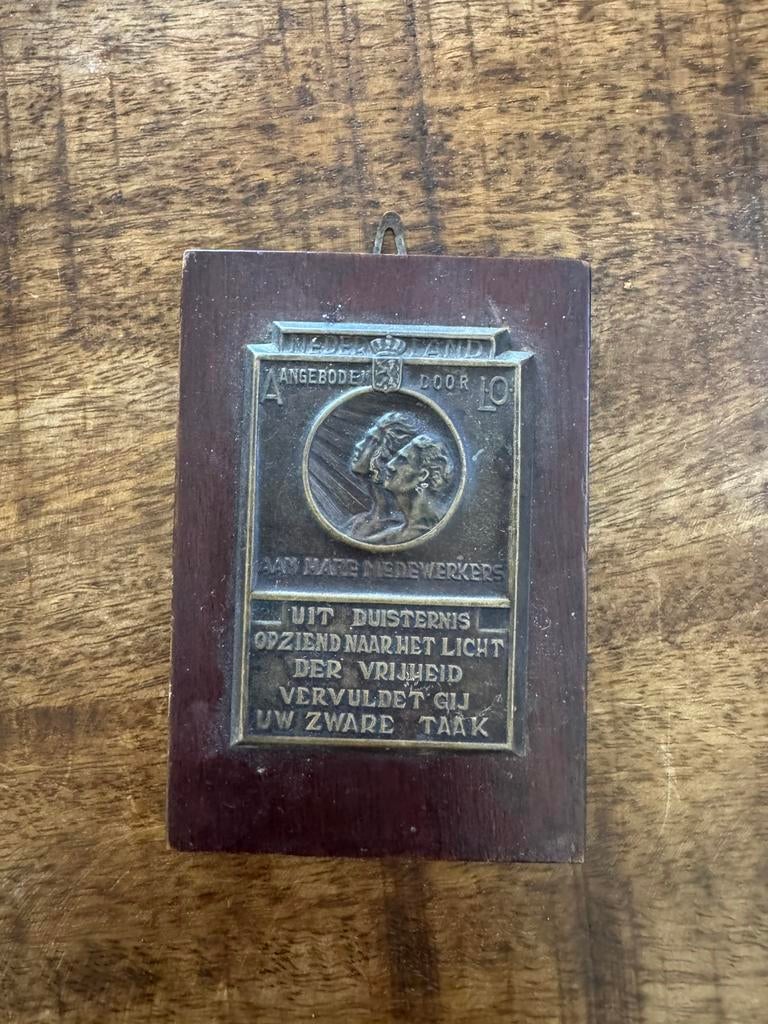 NEDERLAND
AANGEBODEN DOOR LO
AAN HARE MEDEWERKERS
UIT DUISTERNIS
OPZIEND NAAR HET LICHT
DER VRIJHEID
VERVULDET GIJ
UW ZWARE TAAK